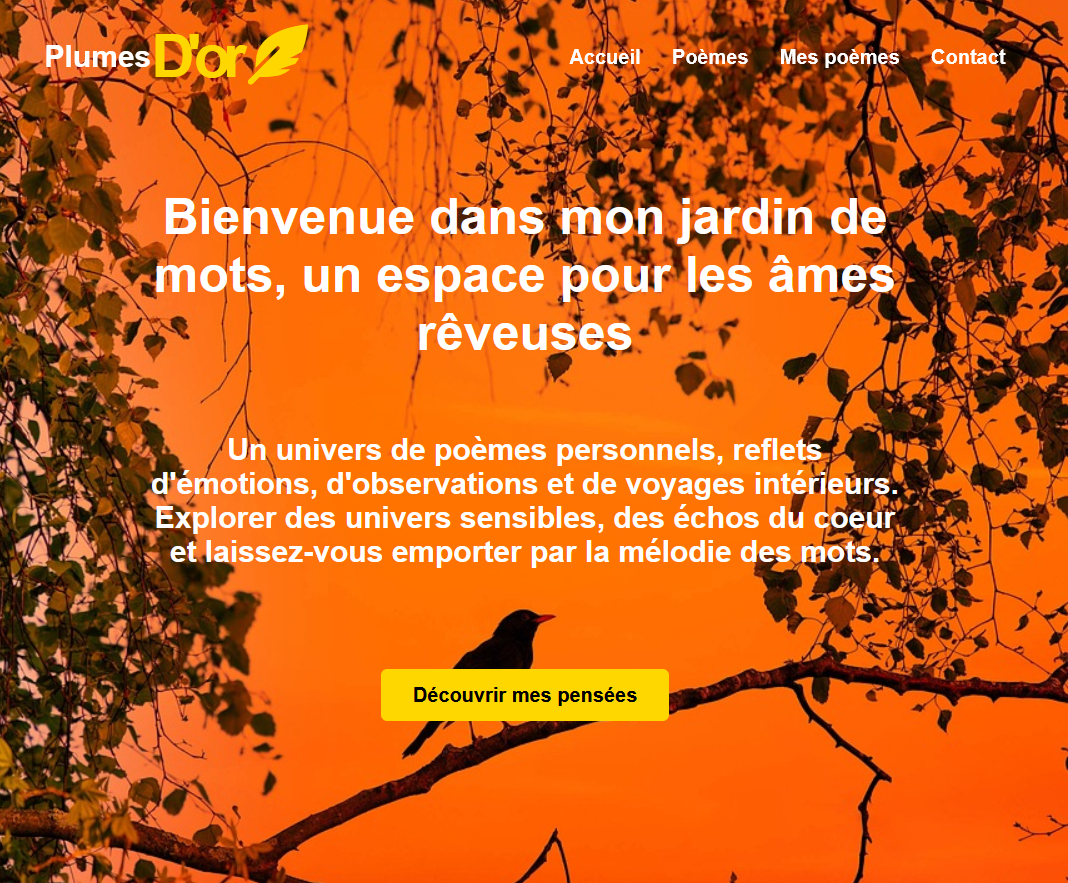 Plumes D'or
Accueil Poèmes Mes poèmes Contact
Bienvenue dans mon jardin de
mots, un espace pour les âmes
rêveuses
Un univers de poèmes personnels, reflets
d'émotions, d'observations et de voyages intérieurs.
Explorer des univers sensibles, des échos du coeur
et laissez-vous emporter par la mélodie des mots.
Découvrir mes pensées